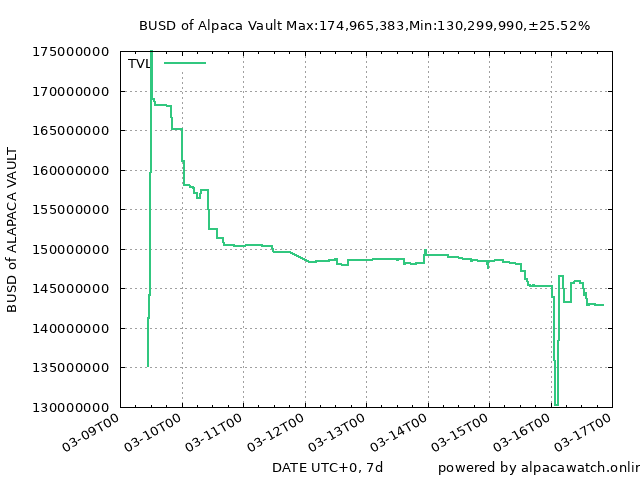 BUSD of Alpaca Vault Max:174,965,383,Min:130,299,990,±25.52%
TVL
175000000
170000000
165000000
160000000
155000000
150000000
145000000
140000000
135000000
130000000
BUSD of ALAPACA VAULT
03-09T00
03-10T00
03-11T00
03-12T00
03-13T00
03-14T00
03-15T00
03-16T00
03-17T00
DATE UTC+0, 7d
powered by alpacawatch.onlin